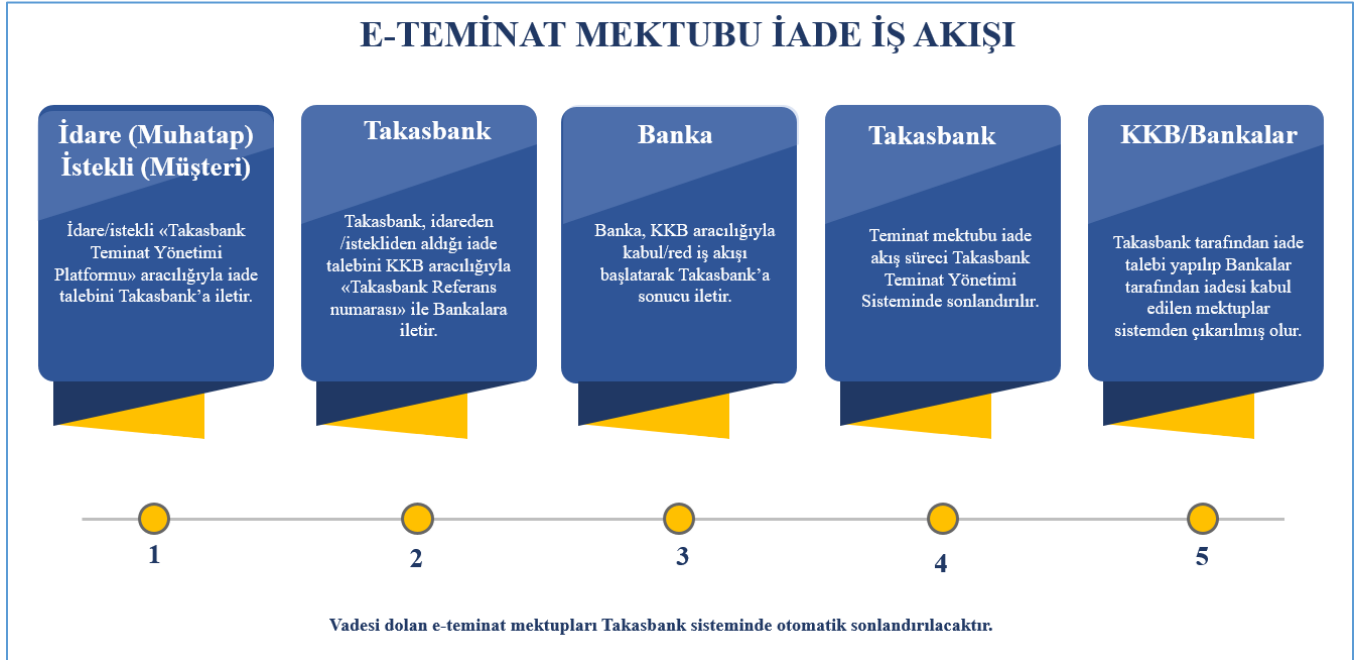 E-TEMİNAT MEKTUBU İADE İŞ AKIŞI
İdare (Muhatap)
İstekli (Müşteri)
İdare/istekli «Takasbank
Teminat Yönetimi
Platformu» aracılığıyla iade
talebini Takasbank’a iletir.
Takasbank
Takasbank, idareden
/istekliden aldığı iade
talebini KKB aracılığıyla
«Takasbank Referans
numarası» ile Bankalara
iletir.
Banka
Banka, KKB aracılığıyla
kabul/red iş akışı
başlatarak Takasbank’a
sonucu iletir.
Takasbank
Teminat mektubu iade
akış süreci Takasbank
Teminat Yönetimi
Sisteminde sonlandırılır.
KKB/Bankalar
Takasbank tarafından iade
talebi yapılıp Bankalar
tarafından iadesi kabul
edilen mektuplar
sistemden çıkarılmış olur.
1
2
3
4
5
Vadesi dolan e-teminat mektupları Takasbank sisteminde otomatik sonlandırılacaktır.